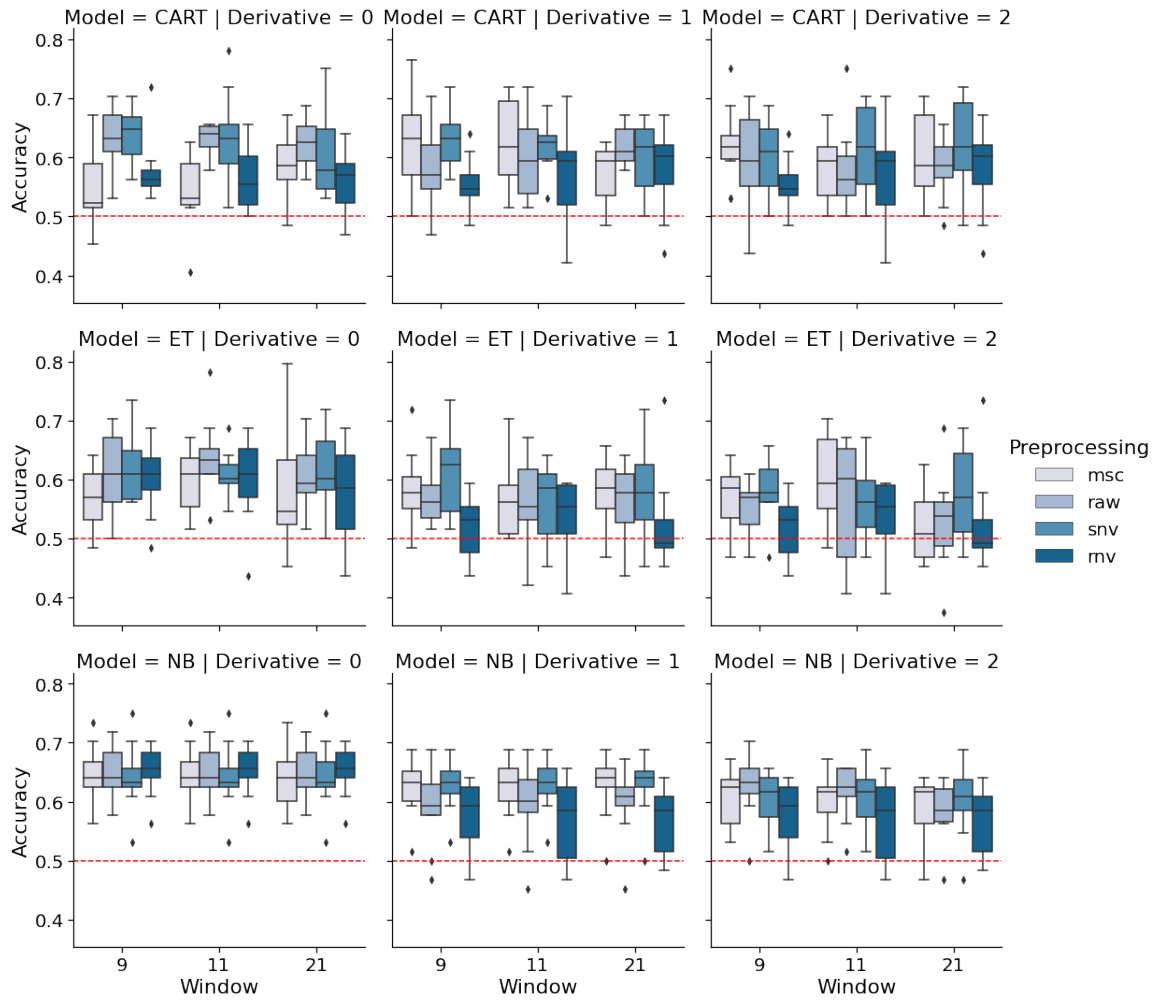 Model = CART | Derivative = 0
Model = CART | Derivative = 1
Model = CART | Derivative = 2
0.8
0.7
0.6
0.5
0.4
Accuracy
Model = ET | Derivative = 0
Model = ET | Derivative = 1
Model = ET | Derivative = 2
0.8
0.7
0.6
0.5
0.4
Accuracy
Preprocessing
msc
raw
snv
rnv
Model = NB | Derivative = 0
Model = NB | Derivative = 1
Model = NB | Derivative = 2
0.8
0.7
0.6
0.5
0.4
Accuracy
9 11 21
9 11 21
9 11 21
Window
Window
Window